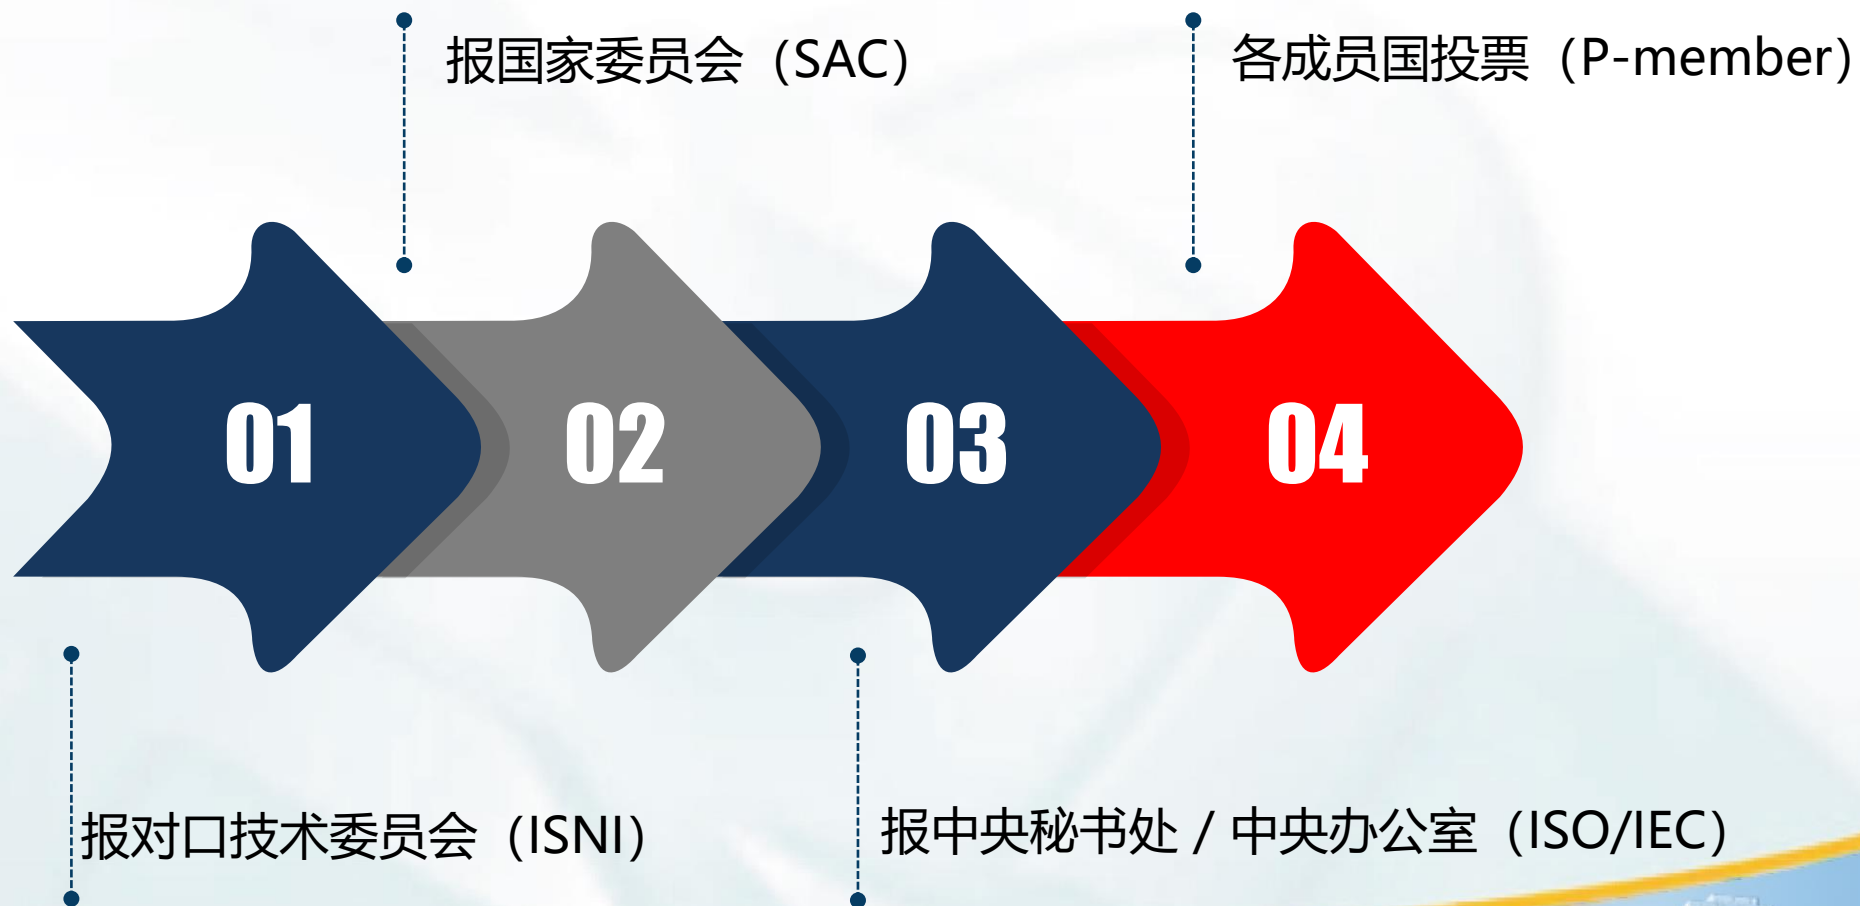 报国家委员会（SAC）
各成员国投票（P-member）
01
02
03
04
报对口技术委员会（ISNI）
报中央秘书处 / 中央办公室（ISO/IEC）